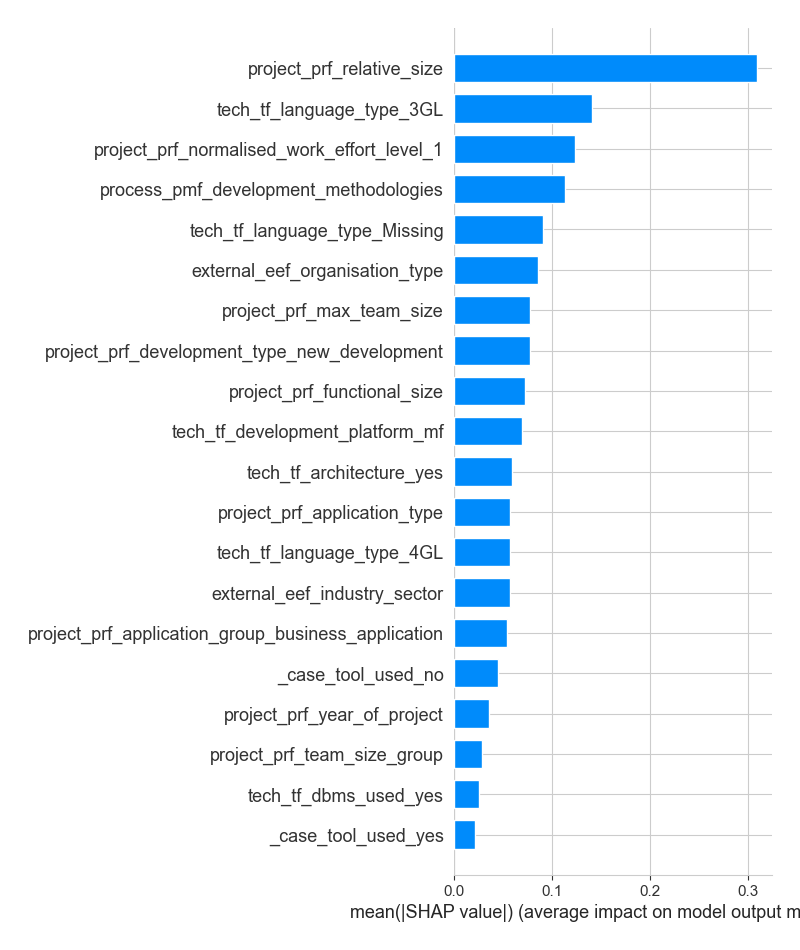 project_prf_relative_size
tech_tf_language_type_3GL
project_prf_normalised_work_effort_level_1
process_pmf_development_methodologies
tech_tf_language_type_Missing
external_eef_organisation_type
project_prf_max_team_size
project_prf_development_type_new_development
project_prf_functional_size
tech_tf_development_platform_mf
tech_tf_architecture_yes
project_prf_application_type
tech_tf_language_type_4GL
external_eef_industry_sector
project_prf_application_group_business_application
_case_tool_used_no
project_prf_year_of_project
project_prf_team_size_group
tech_tf_dbms_used_yes
_case_tool_used_yes
0.0 0.1 0.2 0.3
mean(|SHAP value|) (average impact on model output m